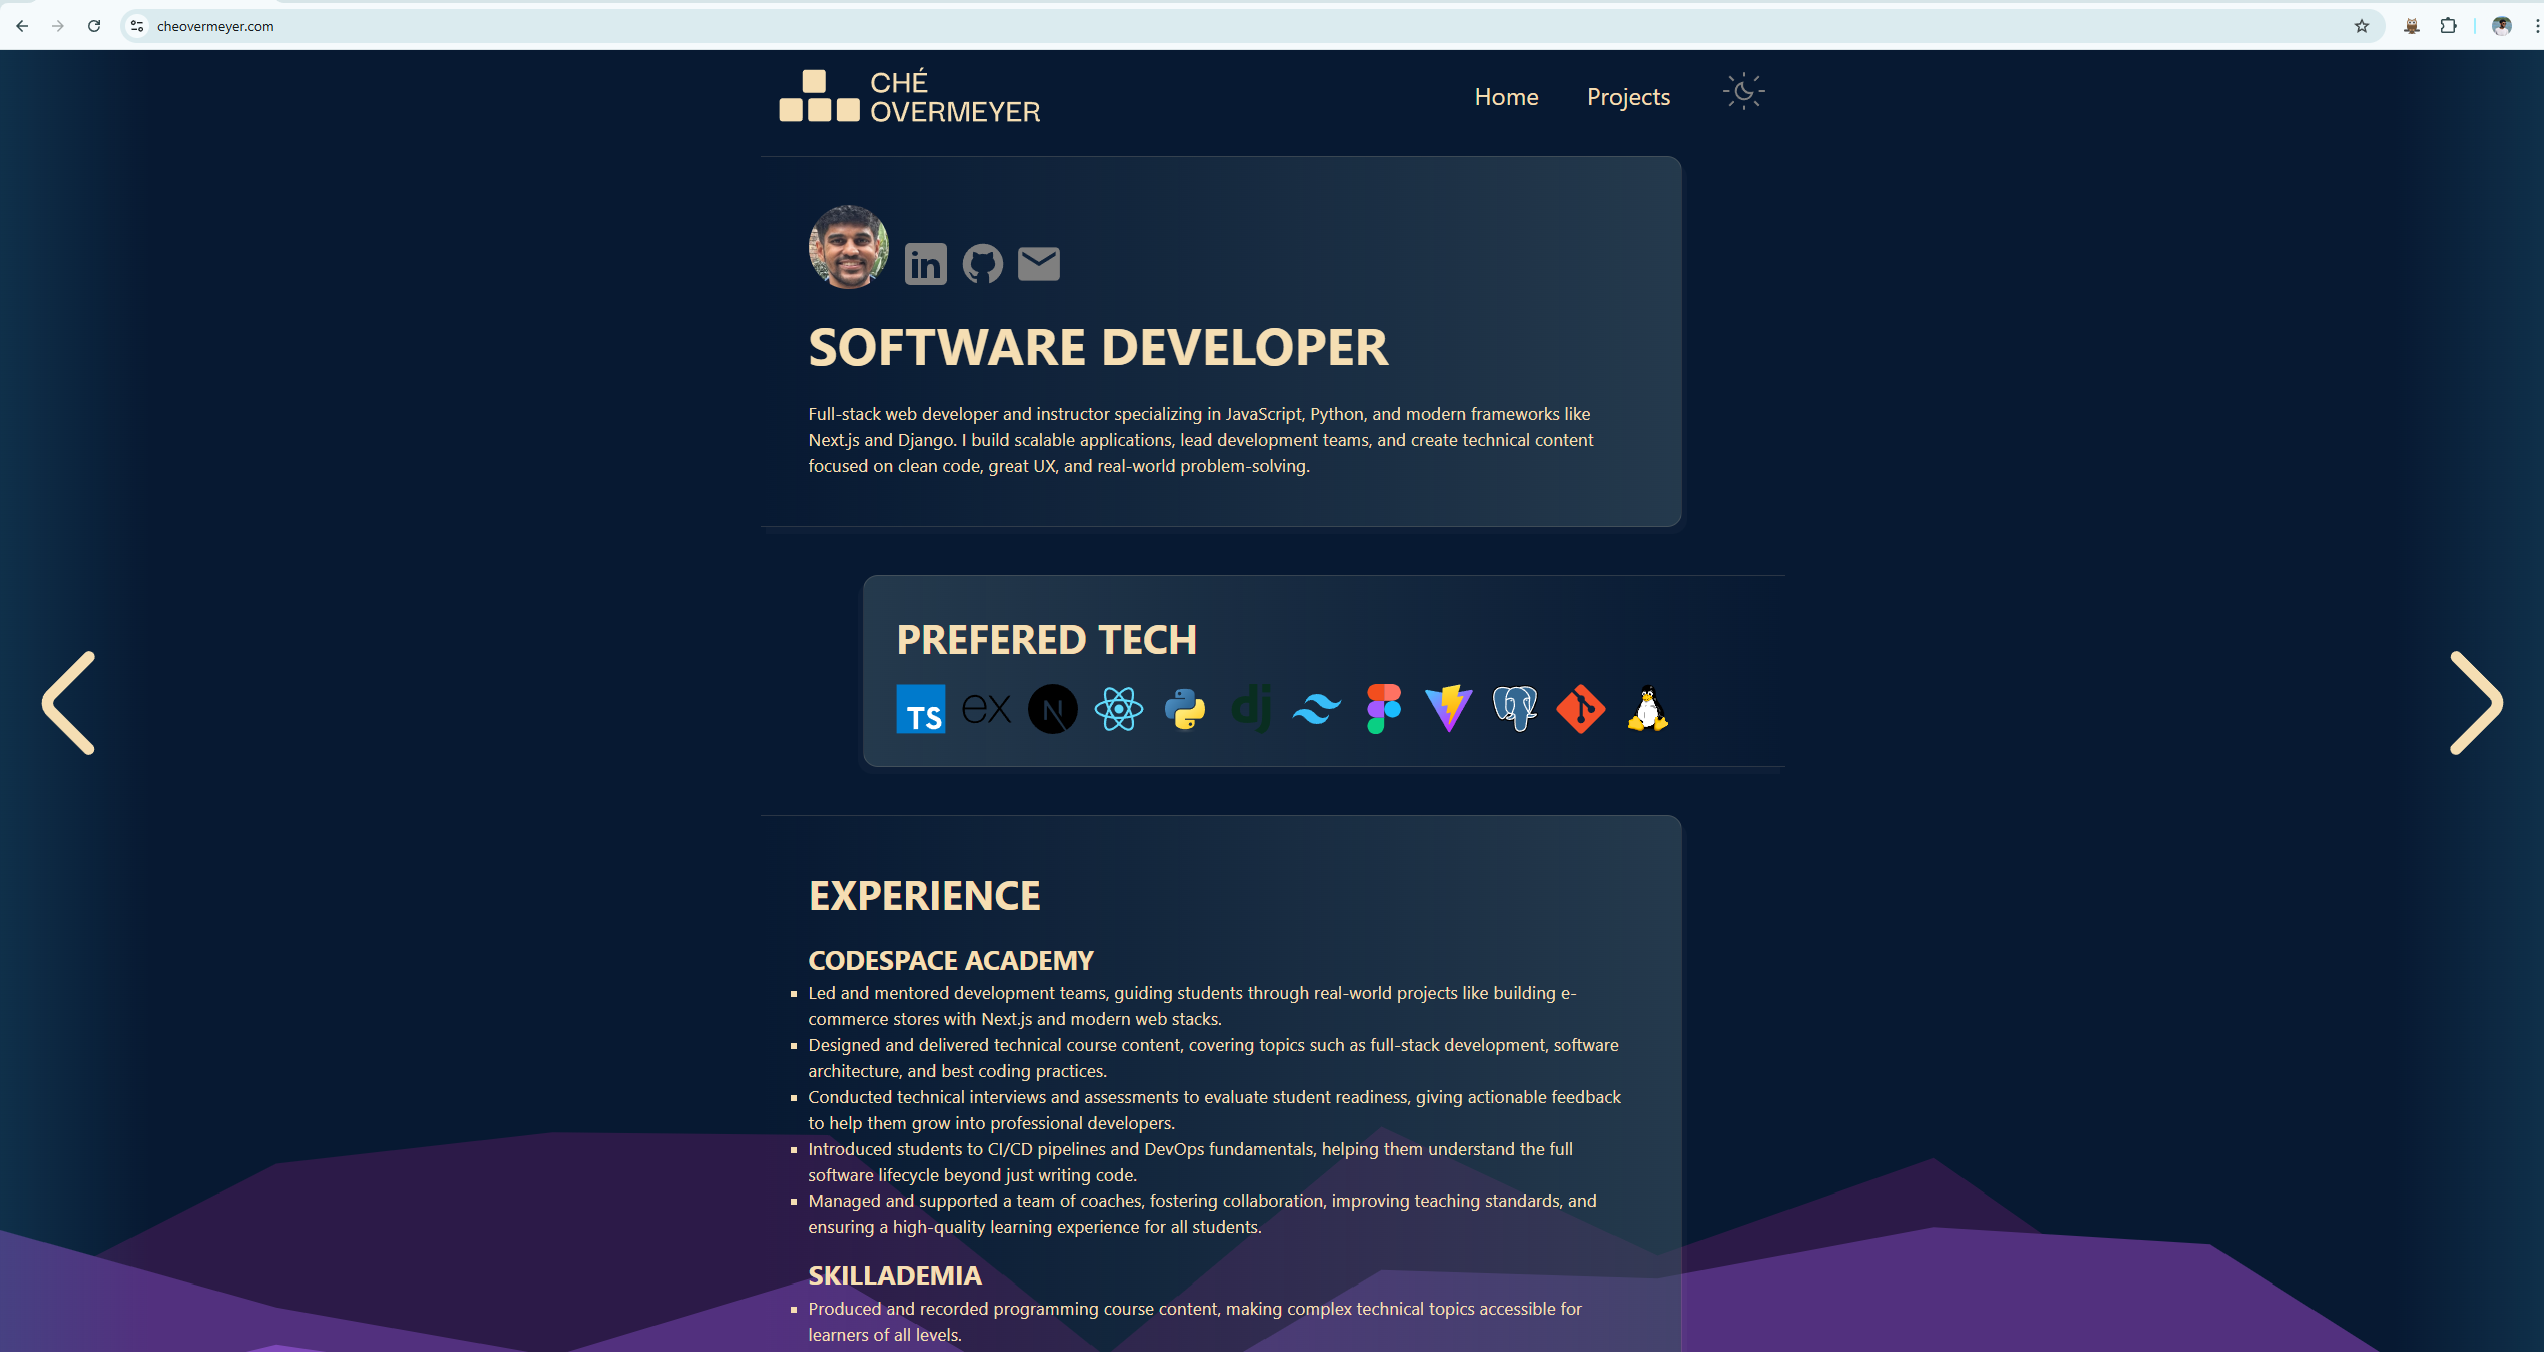 cheovermeyer.com
CHÉ
OVERMEYER
Home
Projects
in
SOFTWARE DEVELOPER
Full-stack web developer and instructor specializing in JavaScript, Python, and modern frameworks like
Next.js and Django. I build scalable applications, lead development teams, and create technical content
focused on clean code, great UX, and real-world problem-solving.
PREFERED TECH
TS
ex
N
dj
EXPERIENCE
CODESPACE ACADEMY
Led and mentored development teams, guiding students through real-world projects like building e-
commerce stores with Next.js and modern web stacks.
Designed and delivered technical course content, covering topics such as full-stack development, software
architecture, and best coding practices.
Conducted technical interviews and assessments to evaluate student readiness, giving actionable feedback
to help them grow into professional developers.
Introduced students to CI/CD pipelines and DevOps fundamentals, helping them understand the full
software lifecycle beyond just writing code.
Managed and supported a team of coaches, fostering collaboration, improving teaching standards, and
ensuring a high-quality learning experience for all students.
SKILLADEMIA
Produced and recorded programming course content, making complex technical topics accessible for
learners of all levels.